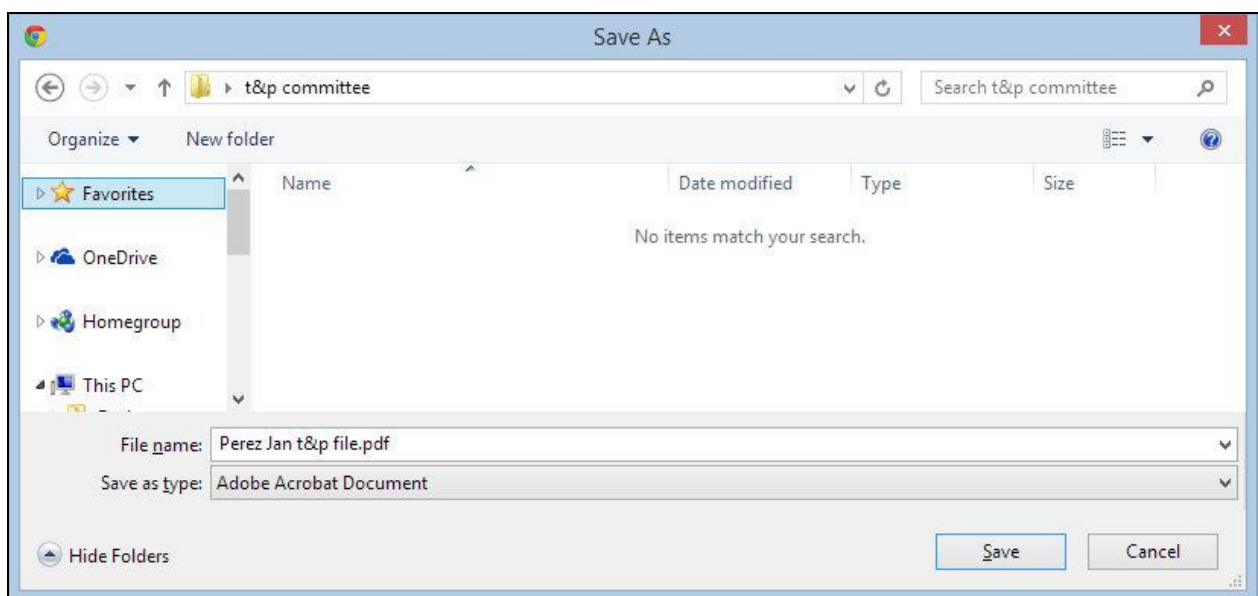 Save As
t&p committee
Search t&p committee
Organize
New folder
Favorites
Name
Date modified
Type
Size
No items match your search.
OneDrive
Homegroup
This PC
File name: Perez Jan t&p file.pdf
Save as type: Adobe Acrobat Document
Hide Folders
Save
Cancel